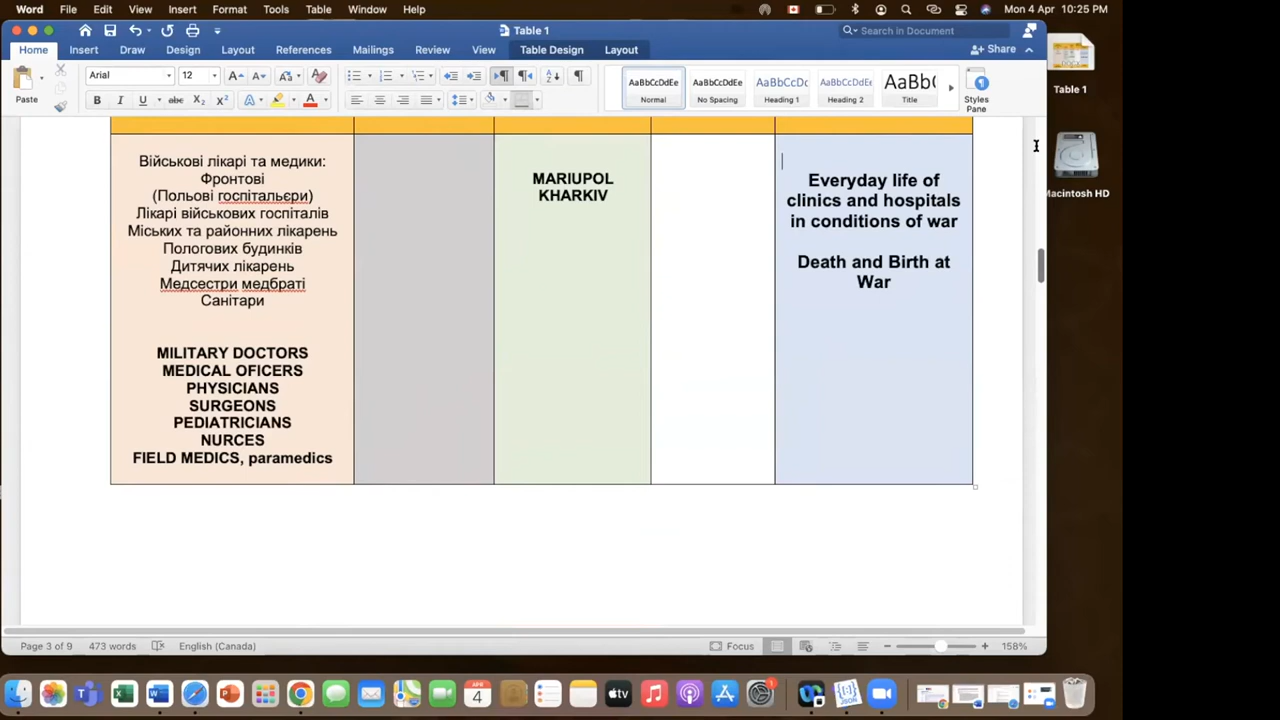 Word File Edit View Insert Format Tools Table Window Help Mon 4 Apr 10:25 PM
Table 1 Search in Document
Home Insert Draw Design Layout References Mailings Review View Table Design Layout Share
Arial 12
Paste
AaBbCcDdEe AaBbCcDdEe AaBbCcDc AaBbCcDdEe AaBb(
Normal No Spacing Heading 1 Heading 2 Title Styles Pane
Table 1
Macintosh HD
Військові лікарі та медики:
Фронтові
(Польові госпітальєри)
Лікарі військових госпіталів
Міських та районних лікарень
Пологових будинків
Дитячих лікарень
Медсестри медбраті
Санітари
MILITARY DOCTORS
MEDICAL OFICERS
PHYSICIANS
SURGEONS
PEDIATRICIANS
NURCES
FIELD MEDICS, paramedics
MARIUPOL
KHARKIV
Everyday life of
clinics and hospitals
in conditions of war
Death and Birth at
War
Page 3 of 9 473 words English (Canada) Focus 158%